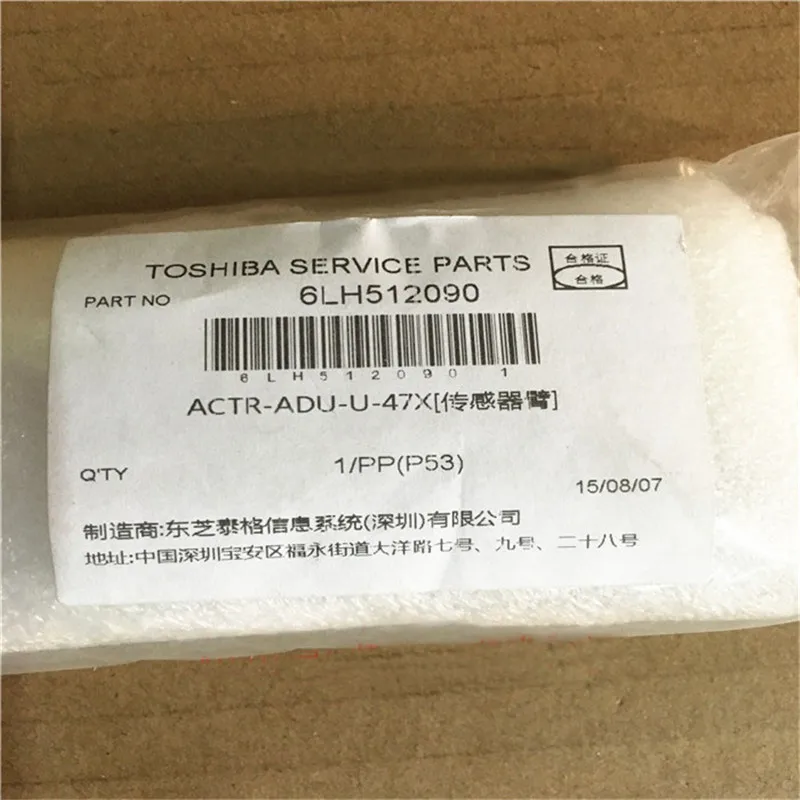 TOSHIBA SERVICE PARTS
合格证
合格
PART NO 6LH512090
6LH512090 1
ACTR-ADU-U-47X[传感器臂]
Q'TY 1/PP(P53)
15/08/07
制造商:东芝泰格信息系统(深圳)有限公司
地址:中国深圳宝安区福永街道大洋路七号、九号、二十八号